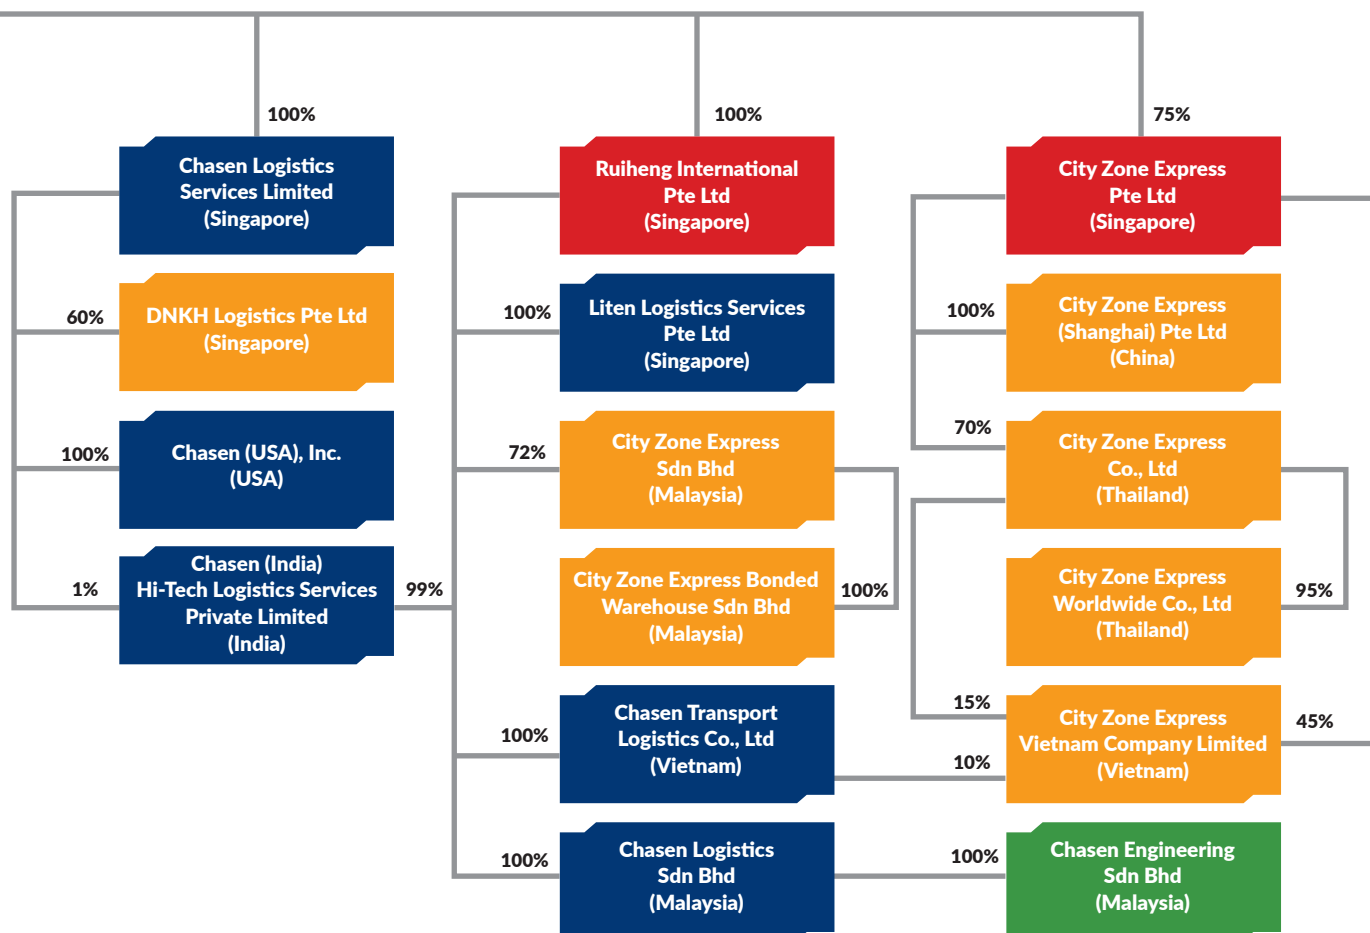 100%
Chasen Logistics
Services Limited
(Singapore)
60%
DNKH Logistics Pte Ltd
(Singapore)
100%
Chasen (USA), Inc.
(USA)
1%
Chasen (India)
Hi-Tech Logistics Services
Private Limited
(India)
99%
100%
Ruiheng International
Pte Ltd
(Singapore)
100%
Liten Logistics Services
Pte Ltd
(Singapore)
72%
City Zone Express
Sdn Bhd
(Malaysia)
City Zone Express Bonded
Warehouse Sdn Bhd
(Malaysia)
100%
100%
Chasen Transport
Logistics Co., Ltd
(Vietnam)
100%
Chasen Logistics
Sdn Bhd
(Malaysia)
75%
City Zone Express
Pte Ltd
(Singapore)
100%
City Zone Express
(Shanghai) Pte Ltd
(China)
70%
City Zone Express
Co., Ltd
(Thailand)
City Zone Express
Worldwide Co., Ltd
(Thailand)
95%
15%
City Zone Express
Vietnam Company Limited
(Vietnam)
45%
10%
100%
Chasen Engineering
Sdn Bhd
(Malaysia)